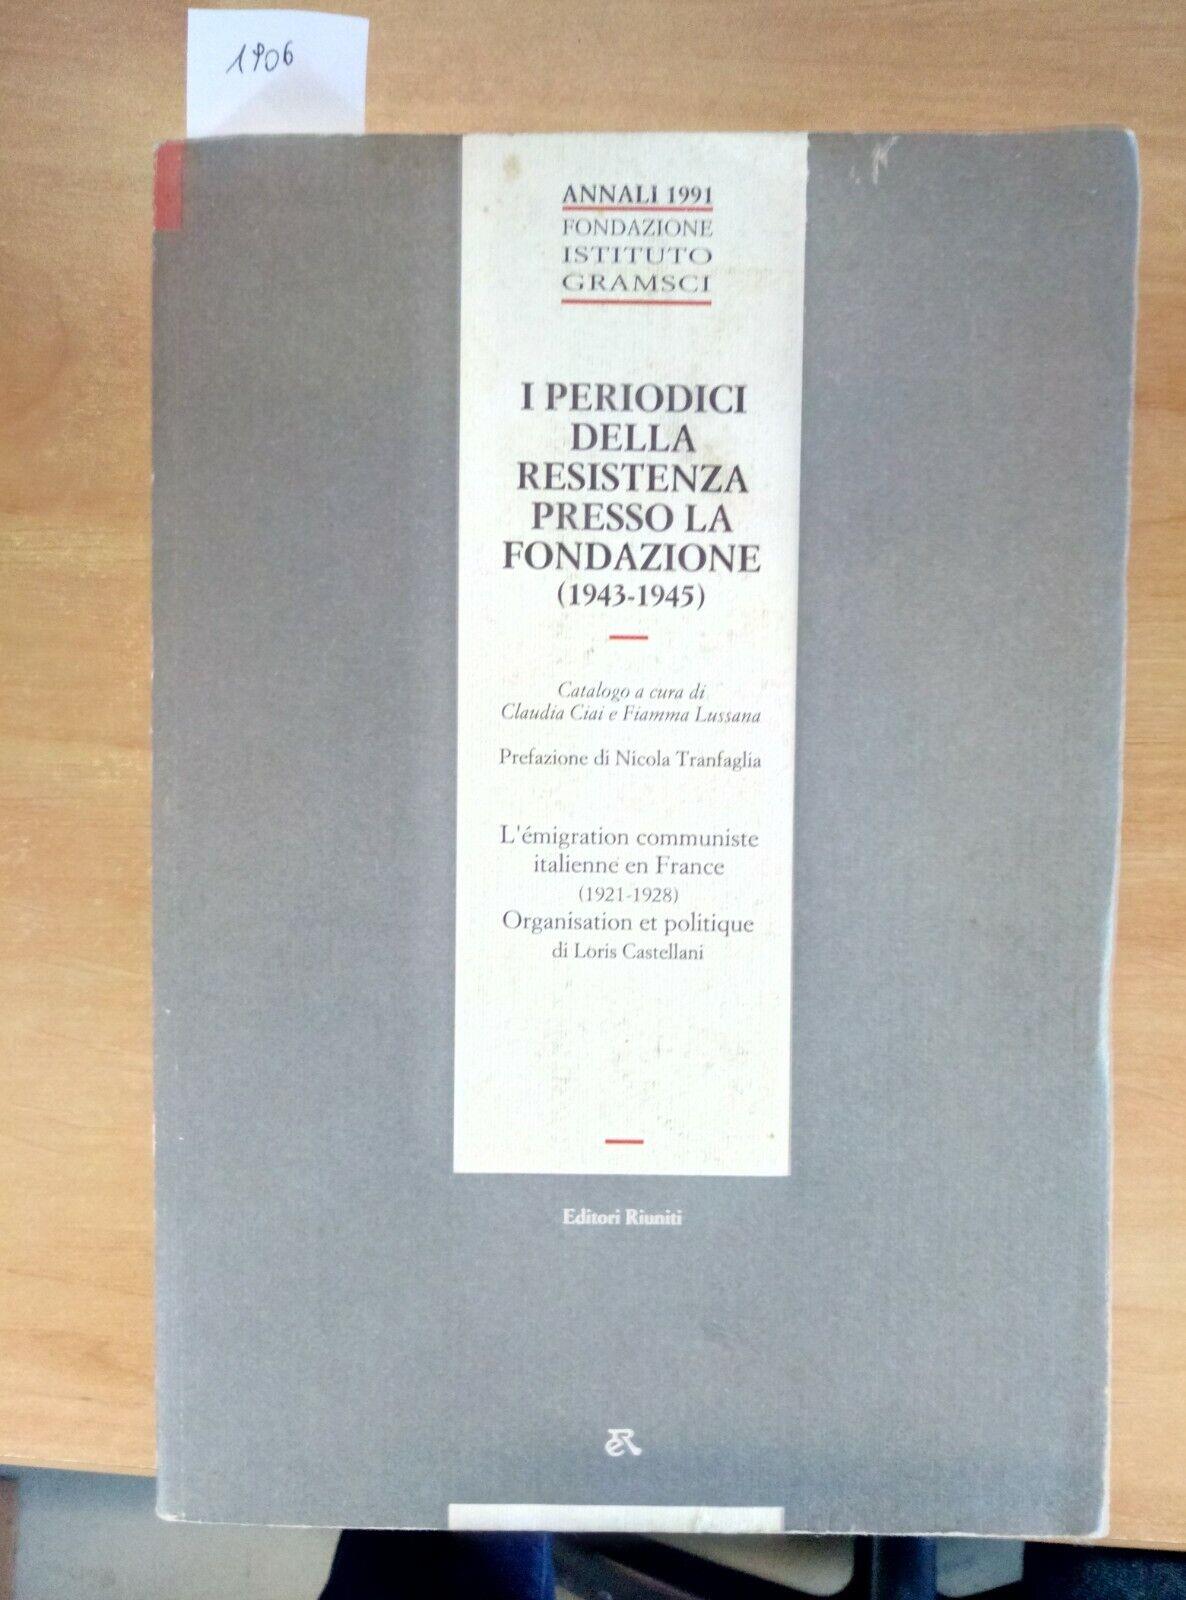 1906
ANNALI 1991
FONDAZIONE
ISTITUTO
GRAMSCI
I PERIODICI
DELLA
RESISTENZA
PRESSO LA
FONDAZIONE
(1943-1945)
Catalogo a cura di
Claudia Ciai e Fiamma Lussana
Prefazione di Nicola Tranfaglia
L'émigration communiste
italienne en France
(1921-1928)
Organisation et politique
di Loris Castellani
Editori Riuniti
eR